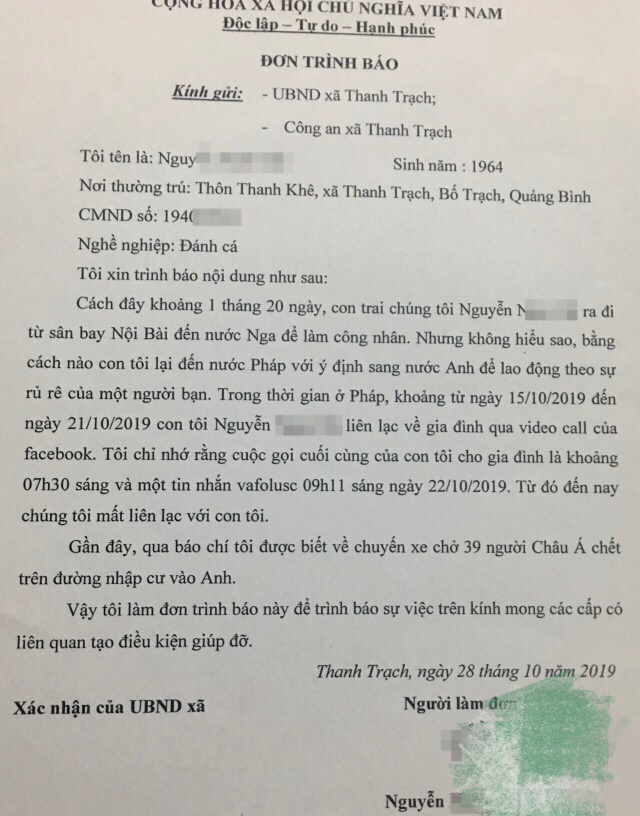 CỘNG HÒA XÃ HỘI CHỦ NGHĨA VIỆT NAM
Độc lập – Tự do – Hạnh phúc
ĐƠN TRÌNH BÁO
Kính gửi: - UBND xã Thanh Trạch;
- Công an xã Thanh Trạch
Tôi tên là: Nguy Sinh năm : 1964
Nơi thường trú: Thôn Thanh Khê, xã Thanh Trạch, Bố Trạch, Quảng Bình
CMND số: 1940
Nghề nghiệp: Đánh cá
Tôi xin trình báo nội dung như sau:
Cách đây khoảng 1 tháng 20 ngày, con trai chúng tôi Nguyễn N ra đi
từ sân bay Nội Bài đến nước Nga để làm công nhân. Nhưng không hiểu sao, bằng
cách nào con tôi lại đến nước Pháp với ý định sang nước Anh để lao động theo sự
rủ rê của một người bạn. Trong thời gian ở Pháp, khoảng từ ngày 15/10/2019 đến
ngày 21/10/2019 con tôi Nguyễn liên lạc về gia đình qua video call của
facebook. Tôi chỉ nhớ rằng cuộc gọi cuối cùng của con tôi cho gia đình là khoảng
07h30 sáng và một tin nhắn vafolusc 09h11 sáng ngày 22/10/2019. Từ đó đến nay
chúng tôi mất liên lạc với con tôi.
Gần đây, qua báo chí tôi được biết về chuyến xe chở 39 người Châu Á chết
trên đường nhập cư vào Anh.
Vậy tôi làm đơn trình báo này để trình báo sự việc trên kính mong các cấp có
liên quan tạo điều kiện giúp đỡ.
Thanh Trạch, ngày 28 tháng 10 năm 2019
Xác nhận của UBND xã Người làm đơn
Nguyễn